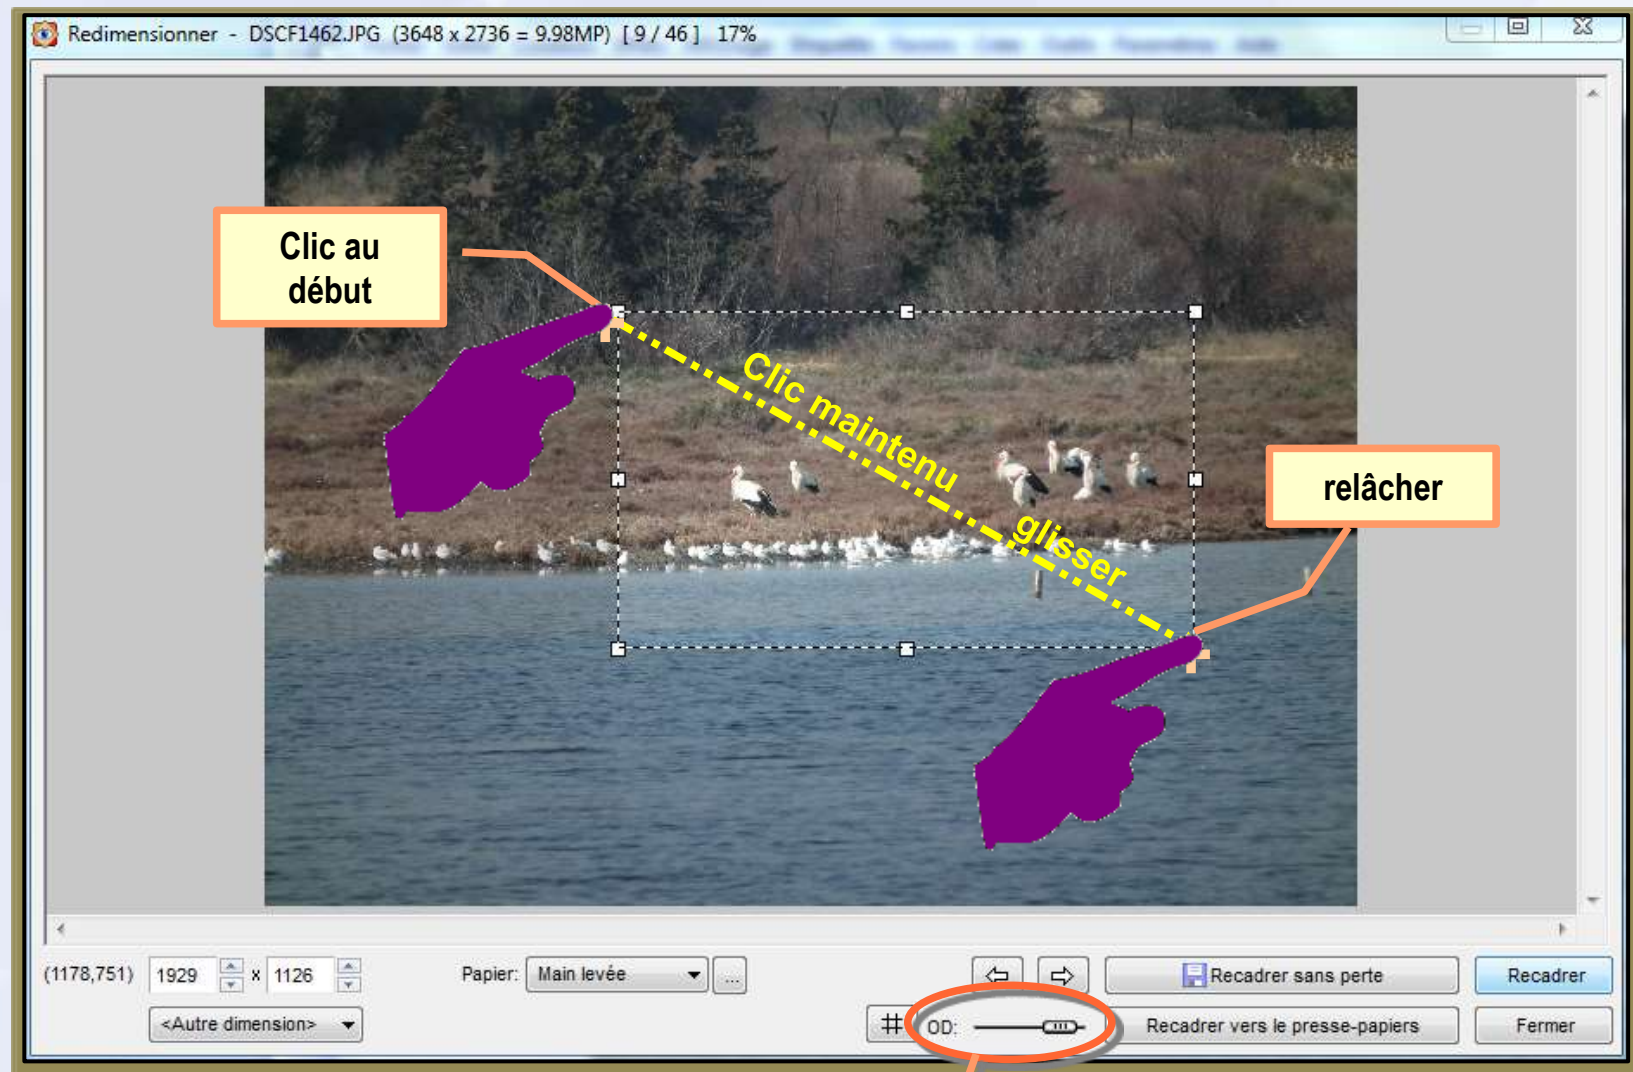 Redimensionner - DSCF1462.JPG (3648 x 2736 = 9.98MP) [ 9 / 46 ] 17%
Clic au
début
Clic maintenu
glisser
relâcher
(1178,751) 1929 x 1126 Papier: Main levée ... Recadrer sans perte Recadrer
<Autre dimension> OD: Recadrer vers le presse-papiers Fermer